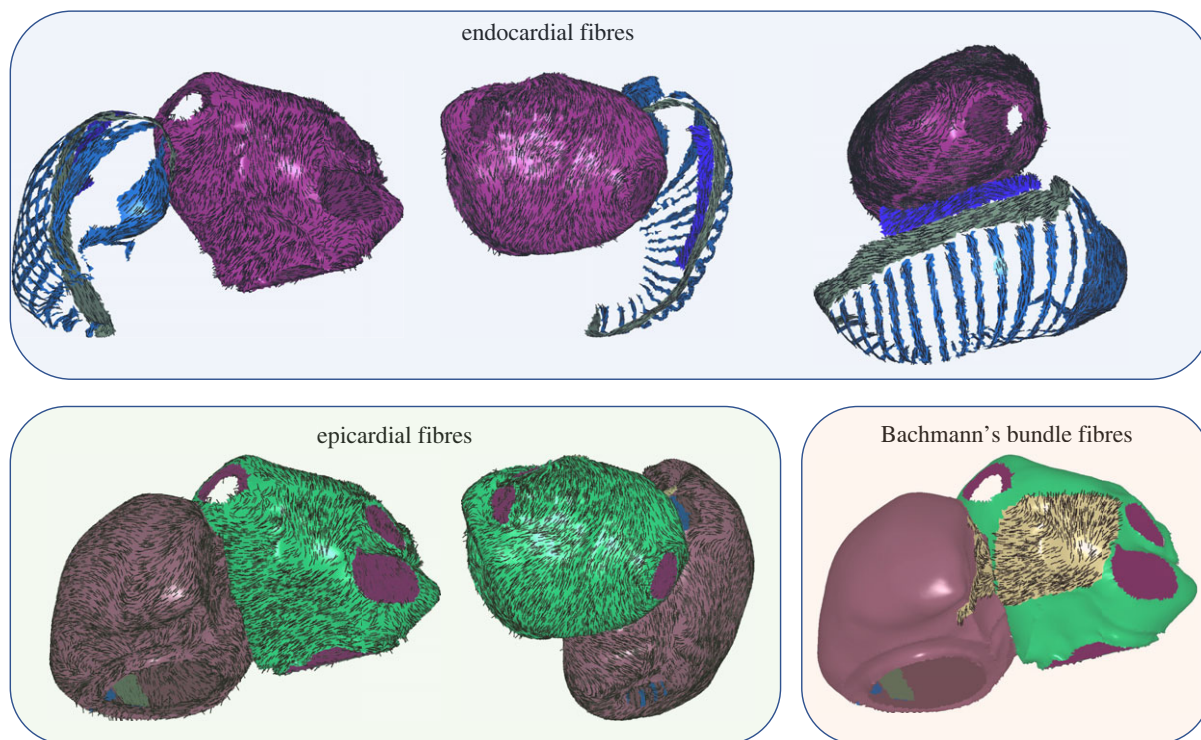 endocardial fibres
epicardial fibres
Bachmann’s bundle fibres